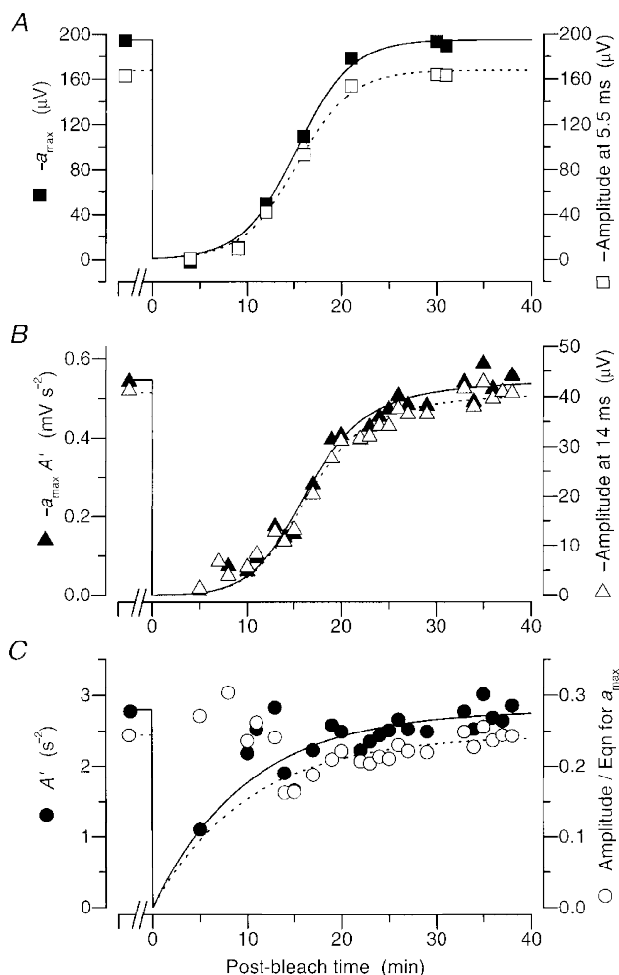 A
200
160
120
80
40
0
■ -a_max (µV)
200
160
120
80
40
0
□ -Amplitude at 5.5 ms (µV)
0 10 20 30 40
B
0.6
0.4
0.2
0.0
▲ -a_max A′ (mV s⁻²)
50
40
30
20
10
0
△ -Amplitude at 14 ms (µV)
0 10 20 30 40
C
3
2
1
0
● A′ (s⁻²)
0.3
0.2
0.1
0.0
○ Amplitude / Eqn for a_max
0 10 20 30 40
Post-bleach time (min)